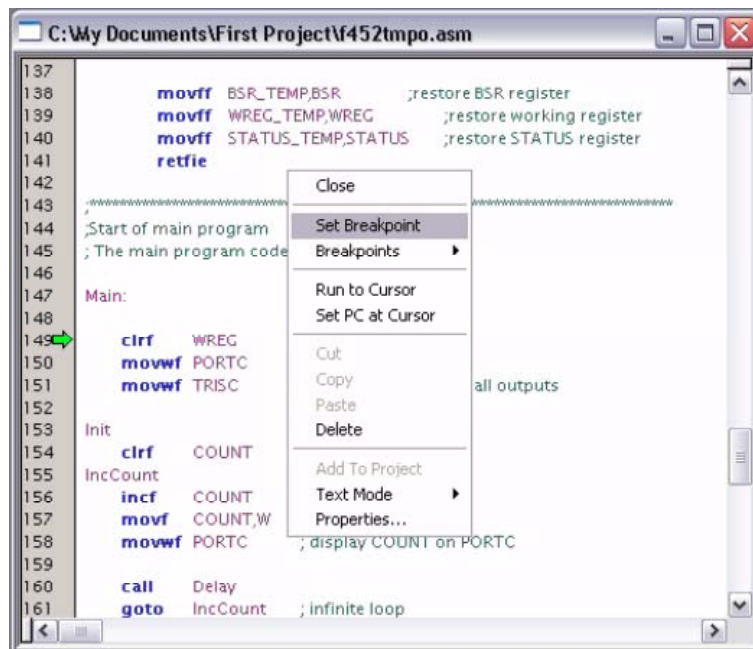 C:\My Documents\First Project\f452tmpo.asm
137
138 movff BSR_TEMP,BSR ;restore BSR register
139 movff WREG_TEMP,WREG ;restore working register
140 movff STATUS_TEMP,STATUS ;restore STATUS register
141 retfie
142
143
144 ;Start of main program
145 ; The main program code
146
147 Main:
148
149 clrf WREG
150 movwf PORTC
151 movwf TRISC all outputs
152
153 Init
154 clrf COUNT
155 IncCount
156 incf COUNT
157 movf COUNT,W
158 movwf PORTC ; display COUNT on PORTC
159
160 call Delay
161 goto IncCount ; infinite loop
Close
Set Breakpoint
Breakpoints
Run to Cursor
Set PC at Cursor
Cut
Copy
Paste
Delete
Add To Project
Text Mode
Properties...